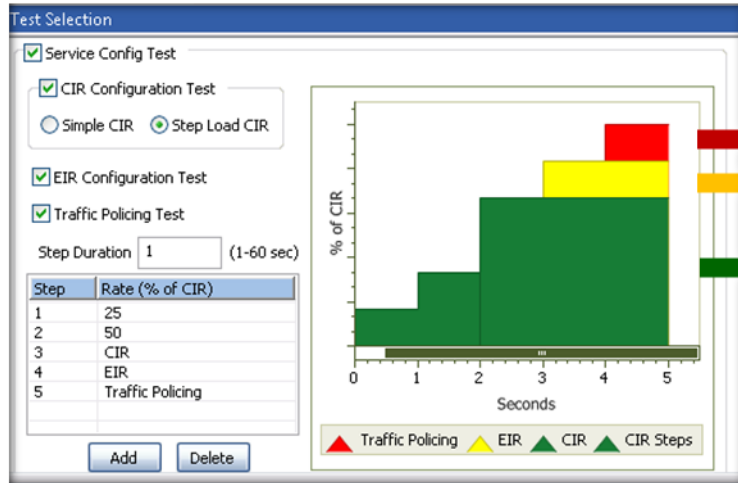 Test Selection
Service Config Test
CIR Configuration Test
Simple CIR Step Load CIR
EIR Configuration Test
Traffic Policing Test
Step Duration 1 (1-60 sec)
Step Rate (% of CIR)
1 25
2 50
3 CIR
4 EIR
5 Traffic Policing
Add Delete
% of CIR
0 1 2 3 4 5
Seconds
Traffic Policing EIR CIR CIR Steps